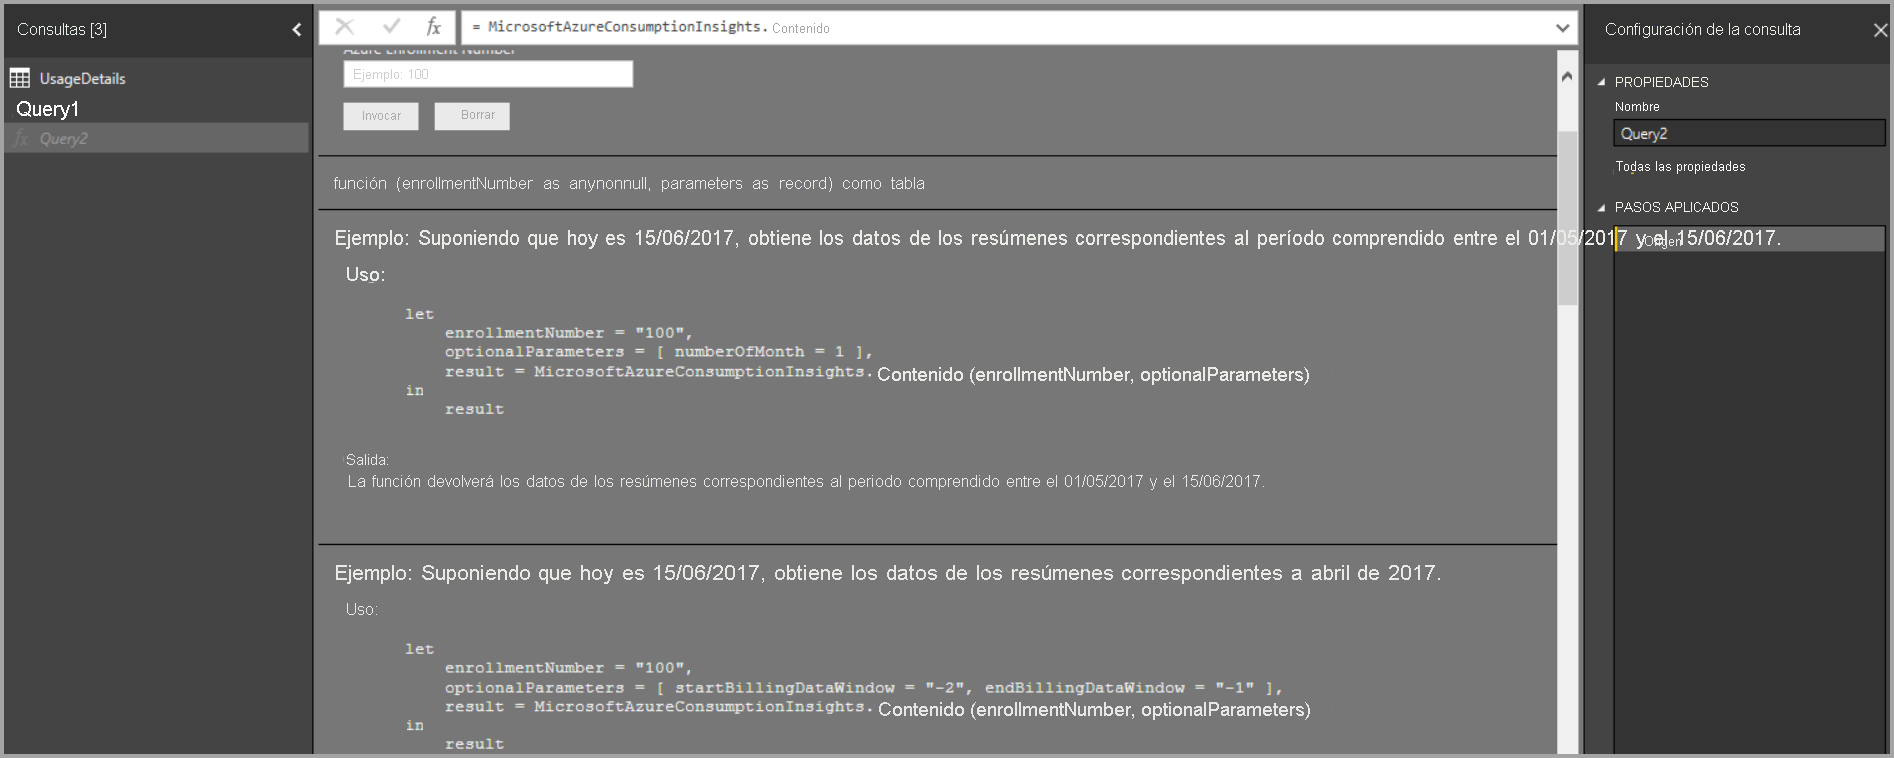 Consultas [3]
UsageDetails
Query1
fx Query2
fx = MicrosoftAzureConsumptionInsights. Contenido
Azure Enrollment Number
Ejemplo: 100
Invocar Borrar
función (enrollmentNumber as anynonnull, parameters as record) como tabla
Ejemplo: Suponiendo que hoy es 15/06/2017, obtiene los datos de los resúmenes correspondientes al período comprendido entre el 01/05/2017 y el 15/06/2017.
Uso:
let
enrollmentNumber = "100",
optionalParameters = [ numberOfMonth = 1 ],
result = MicrosoftAzureConsumptionInsights. Contenido (enrollmentNumber, optionalParameters)
in
result
Salida:
La función devolverá los datos de los resúmenes correspondientes al periodo comprendido entre el 01/05/2017 y el 15/06/2017.
Ejemplo: Suponiendo que hoy es 15/06/2017, obtiene los datos de los resúmenes correspondientes a abril de 2017.
Uso:
let
enrollmentNumber = "100",
optionalParameters = [ startBillingDataWindow = "-2", endBillingDataWindow = "-1" ],
result = MicrosoftAzureConsumptionInsights. Contenido (enrollmentNumber, optionalParameters)
in
result
Configuración de la consulta
PROPIEDADES
Nombre
Query2
Todas las propiedades
PASOS APLICADOS
Origen